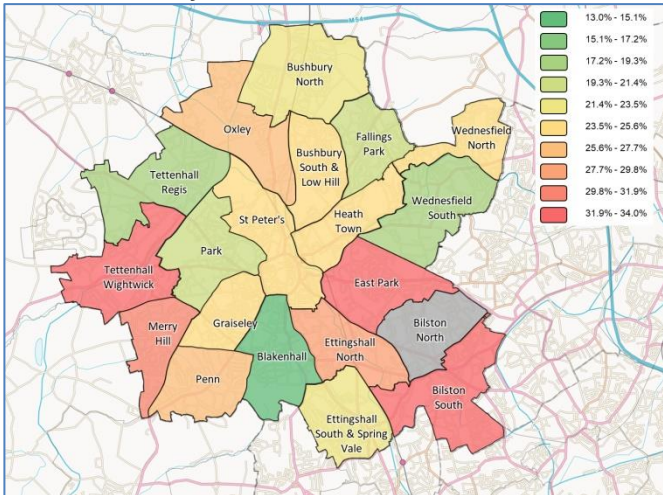 Bushbury
North
Oxley
Fallings
Park
Wednesfield
North
Bushbury
South &
Low Hill
Tettenhall
Regis
Wednesfield
South
St Peter's
Heath
Town
Park
Tettenhall
Wightwick
East Park
Merry
Hill
Graiseley
Bilston
North
Ettingshall
North
Blakenhall
Penn
Bilston
South
Ettingshall
South & Spring
Vale
13.0% - 15.1%
15.1% - 17.2%
17.2% - 19.3%
19.3% - 21.4%
21.4% - 23.5%
23.5% - 25.6%
25.6% - 27.7%
27.7% - 29.8%
29.8% - 31.9%
31.9% - 34.0%